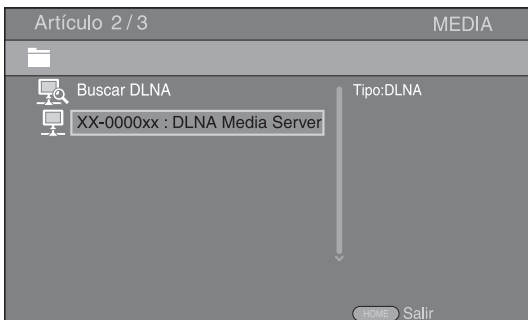 Artículo 2/3 MEDIA
Buscar DLNA Tipo:DLNA
XX-0000xx : DLNA Media Server
HOME Salir